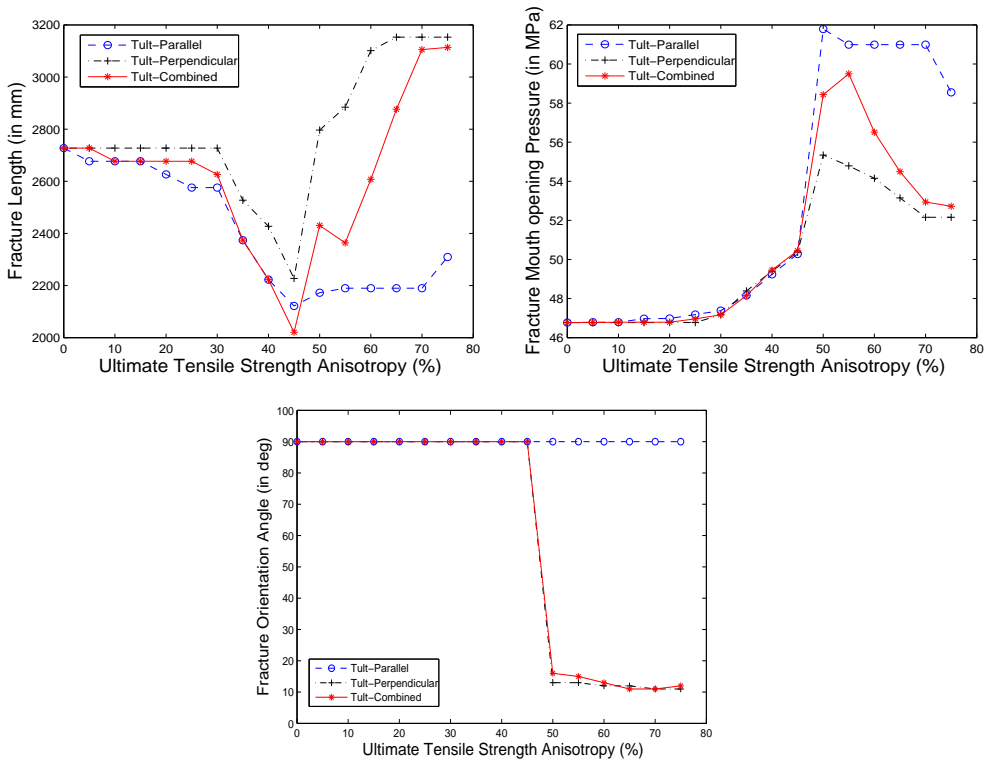 3200
3000
2800
2600
2400
2200
2000
0 10 20 30 40 50 60 70 80
Fracture Length (in mm)
Ultimate Tensile Strength Anisotropy (%)
Tult−Parallel
Tult−Perpendicular
Tult−Combined
62
60
58
56
54
52
50
48
46
0 10 20 30 40 50 60 70 80
Fracture Mouth opening Pressure (in MPa)
Ultimate Tensile Strength Anisotropy (%)
Tult−Parallel
Tult−Perpendicular
Tult−Combined
100
90
80
70
60
50
40
30
20
10
0
0 10 20 30 40 50 60 70 80
Fracture Orientation Angle (in deg)
Ultimate Tensile Strength Anisotropy (%)
Tult−Parallel
Tult−Perpendicular
Tult−Combined